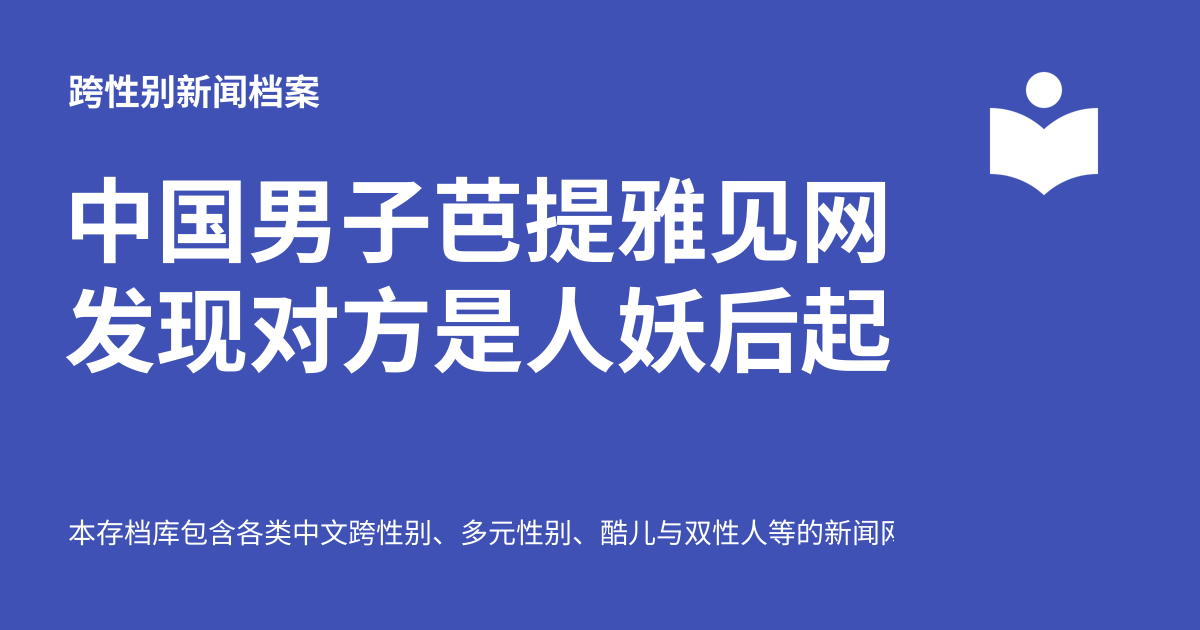 跨性别新闻档案
中国男子芭提雅见网
发现对方是人妖后起
本存档库包含各类中文跨性别、多元性别、酷儿与双性人等的新闻